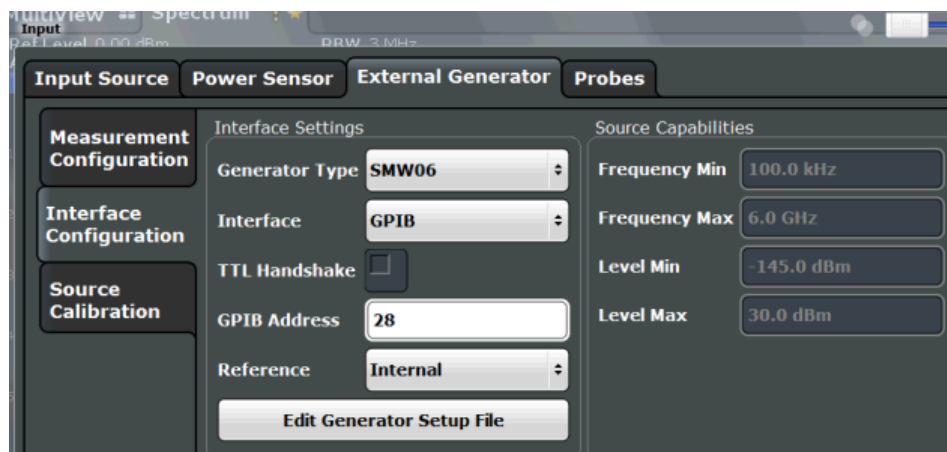 MultiView Spectrum
Input
Ref Level 0.00 dBm RBW 3 MHz
Input Source Power Sensor External Generator Probes
Measurement
Configuration
Interface
Configuration
Source
Calibration
Interface Settings
Generator Type SMW06
Interface GPIB
TTL Handshake
GPIB Address 28
Reference Internal
Edit Generator Setup File
Source Capabilities
Frequency Min 100.0 kHz
Frequency Max 6.0 GHz
Level Min -145.0 dBm
Level Max 30.0 dBm